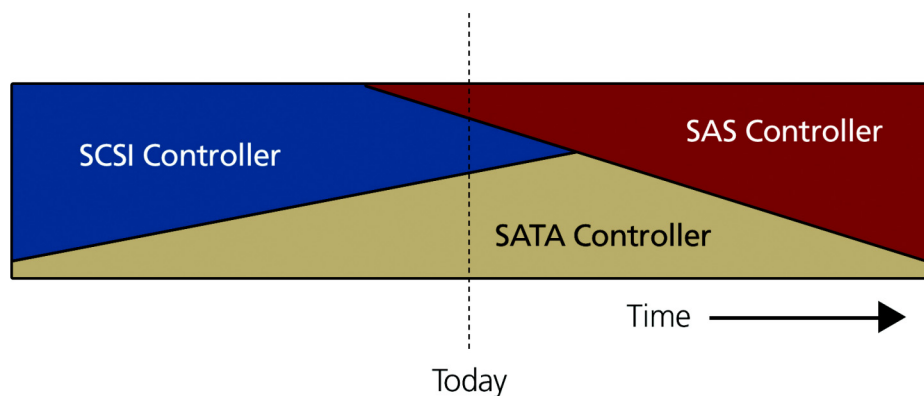 SCSI Controller
SAS Controller
SATA Controller
Time
Today